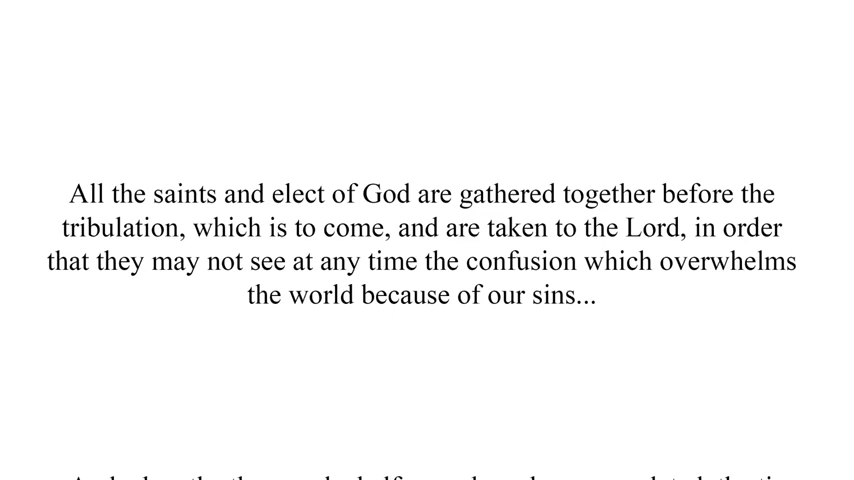 All the saints and elect of God are gathered together before the
tribulation, which is to come, and are taken to the Lord, in order
that they may not see at any time the confusion which overwhelms
the world because of our sins...